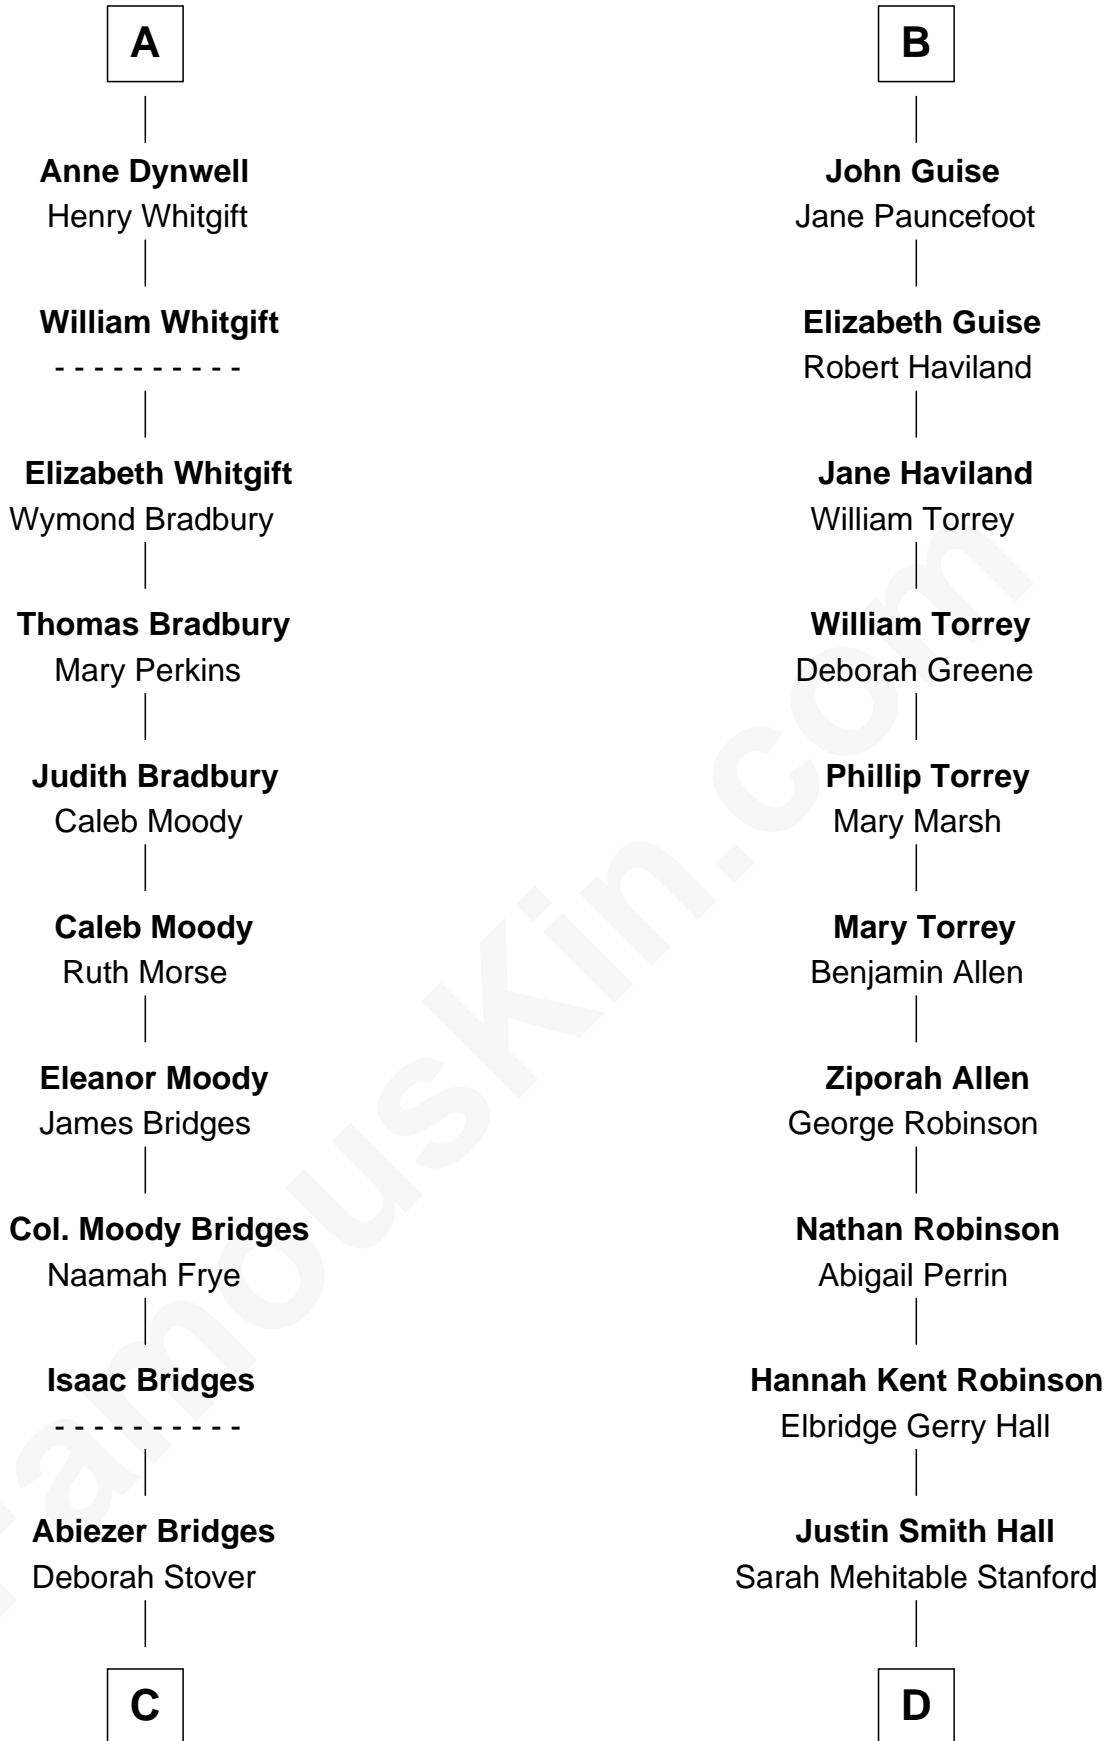 A
Anne Dynwell
Henry Whitgift
William Whitgift
- - - - - - - - - -
Elizabeth Whitgift
Wymond Bradbury
Thomas Bradbury
Mary Perkins
Judith Bradbury
Caleb Moody
Caleb Moody
Ruth Morse
Eleanor Moody
James Bridges
Col. Moody Bridges
Naamah Frye
Isaac Bridges
- - - - - - - - - -
Abiezer Bridges
Deborah Stover
C
B
John Guise
Jane Pauncefoot
Elizabeth Guise
Robert Haviland
Jane Haviland
William Torrey
William Torrey
Deborah Greene
Phillip Torrey
Mary Marsh
Mary Torrey
Benjamin Allen
Ziporah Allen
George Robinson
Nathan Robinson
Abigail Perrin
Hannah Kent Robinson
Elbridge Gerry Hall
Justin Smith Hall
Sarah Mehitable Stanford
D
FamousKin.com